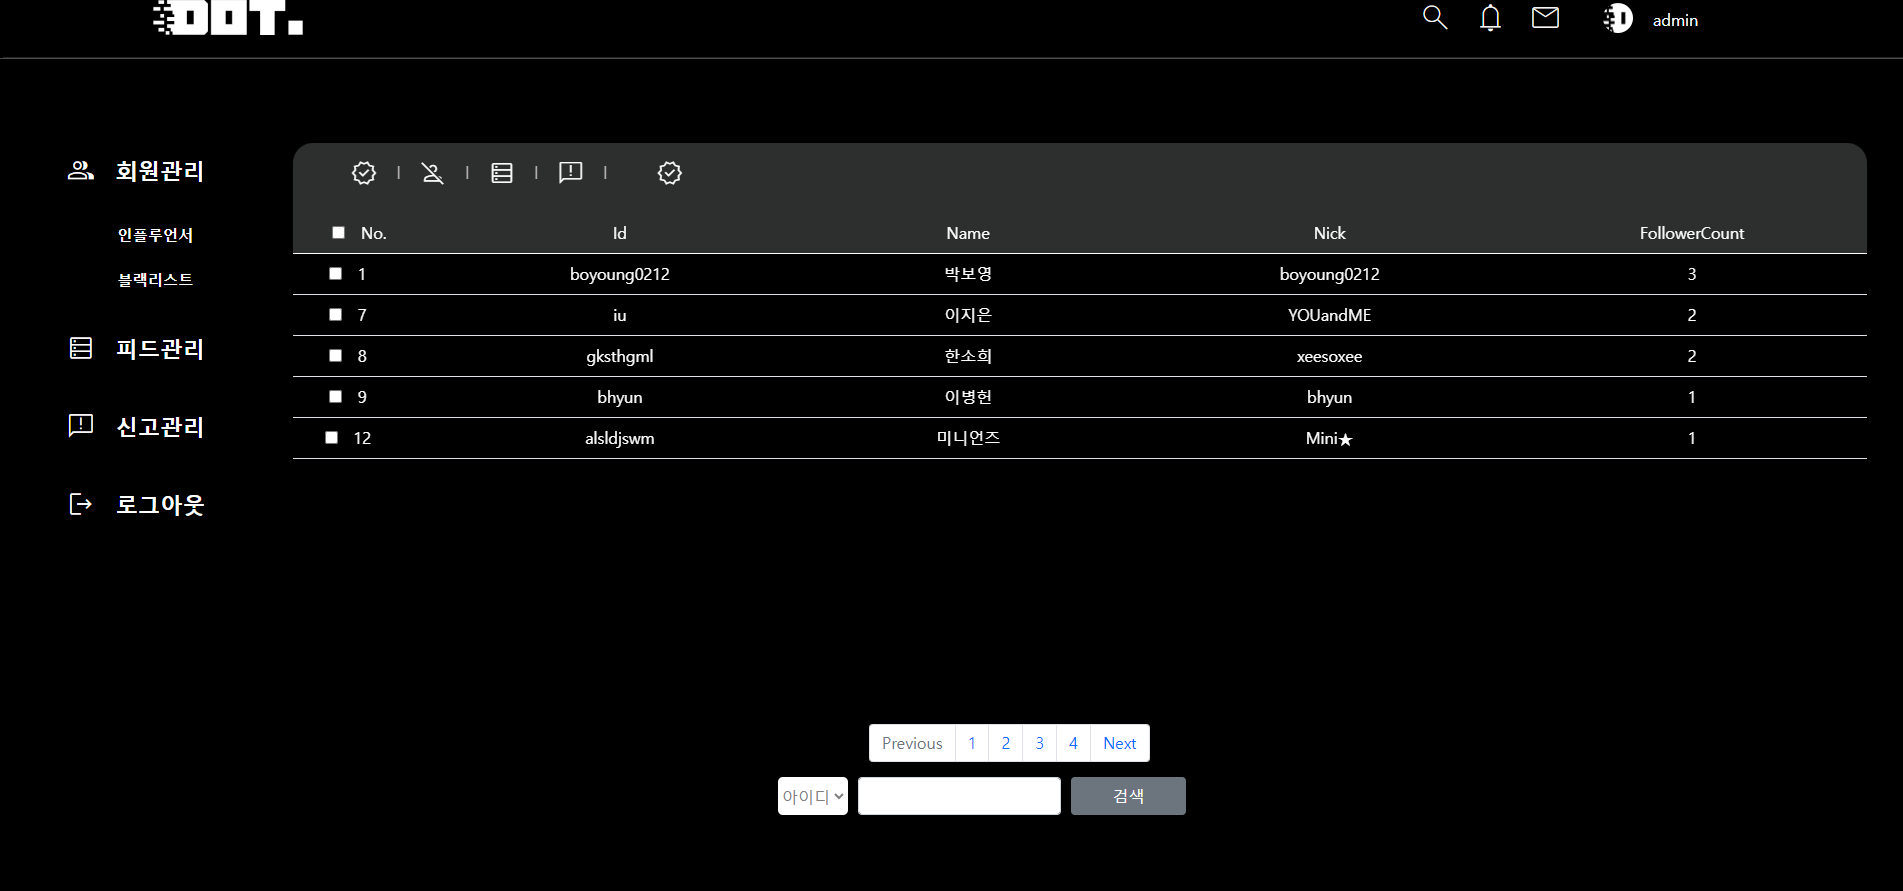 DOT.
admin
회원관리
인플루언서
블랙리스트
피드관리
신고관리
로그아웃
No. Id Name Nick FollowerCount
1 boyoung0212 박보영 boyoung0212 3
7 iu 이지은 YOUandME 2
8 gksthgml 한소희 xeesoxee 2
9 bhyun 이병헌 bhyun 1
12 alsldjswm 미니언즈 Mini★ 1
Previous 1 2 3 4 Next
아이디 검색